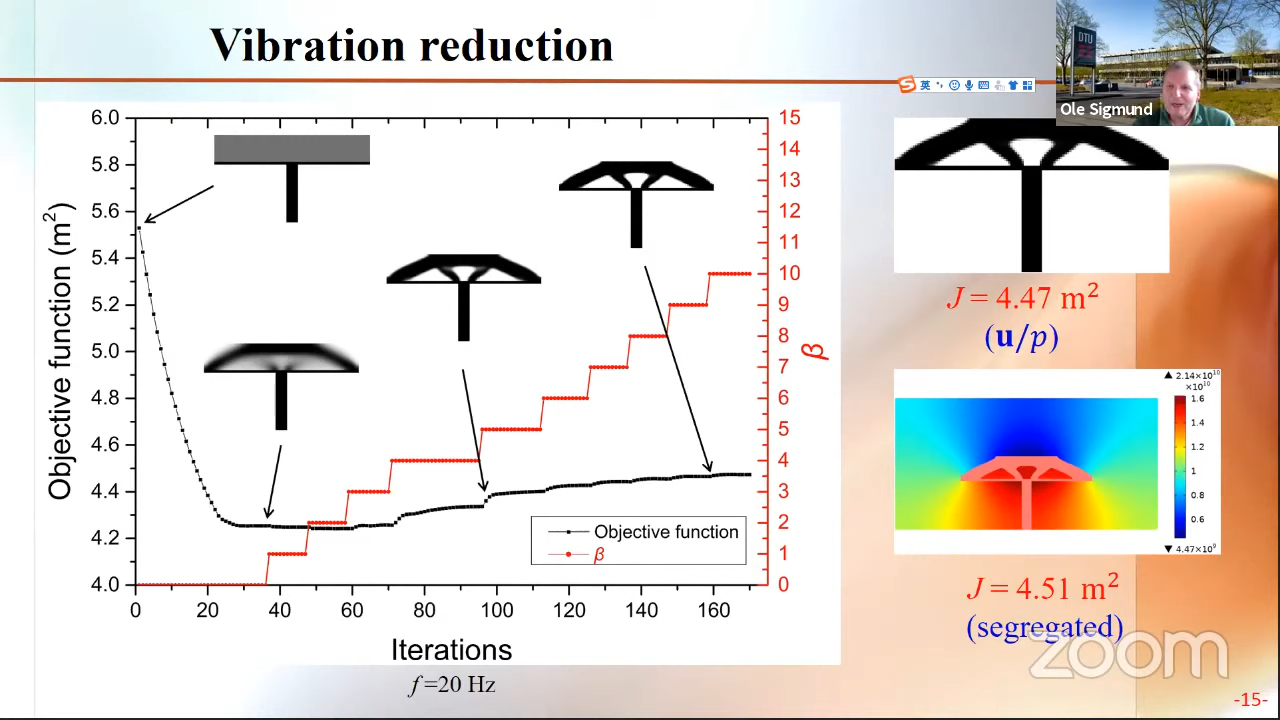 Vibration reduction
DTU
Ole Sigmund
英
6.0
5.8
5.6
5.4
5.2
5.0
4.8
4.6
4.4
4.2
4.0
Objective function (m²)
0 20 40 60 80 100 120 140 160
Iterations
15
14
13
12
11
10
9
8
7
6
5
4
3
2
1
0
β
Objective function
β
f =20 Hz
J = 4.47 m²
(u/p)
▲ 2.14×10¹⁰
×10¹⁰
1.6
1.4
1.2
1
0.8
0.6
▼ 4.47×10⁹
J = 4.51 m²
(segregated)
zoom
-15-